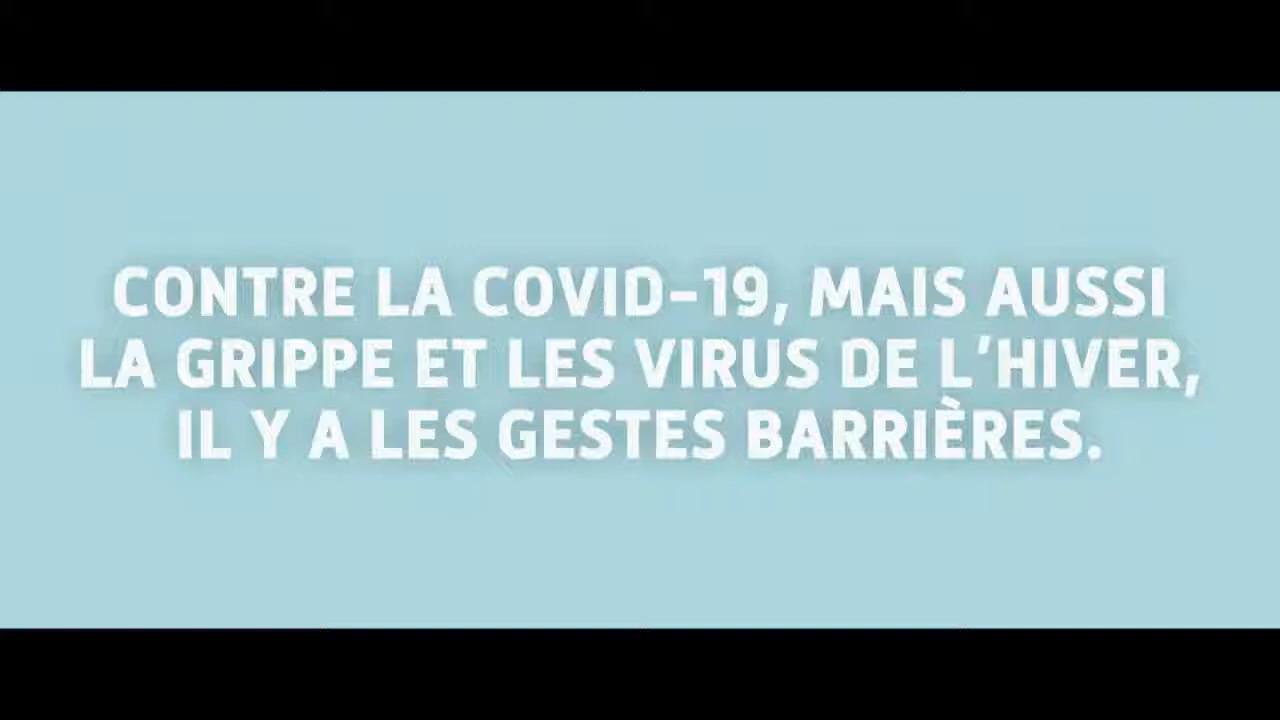 CONTRE LA COVID-19, MAIS AUSSI
LA GRIPPE ET LES VIRUS DE L'HIVER,
IL Y A LES GESTES BARRIÈRES.